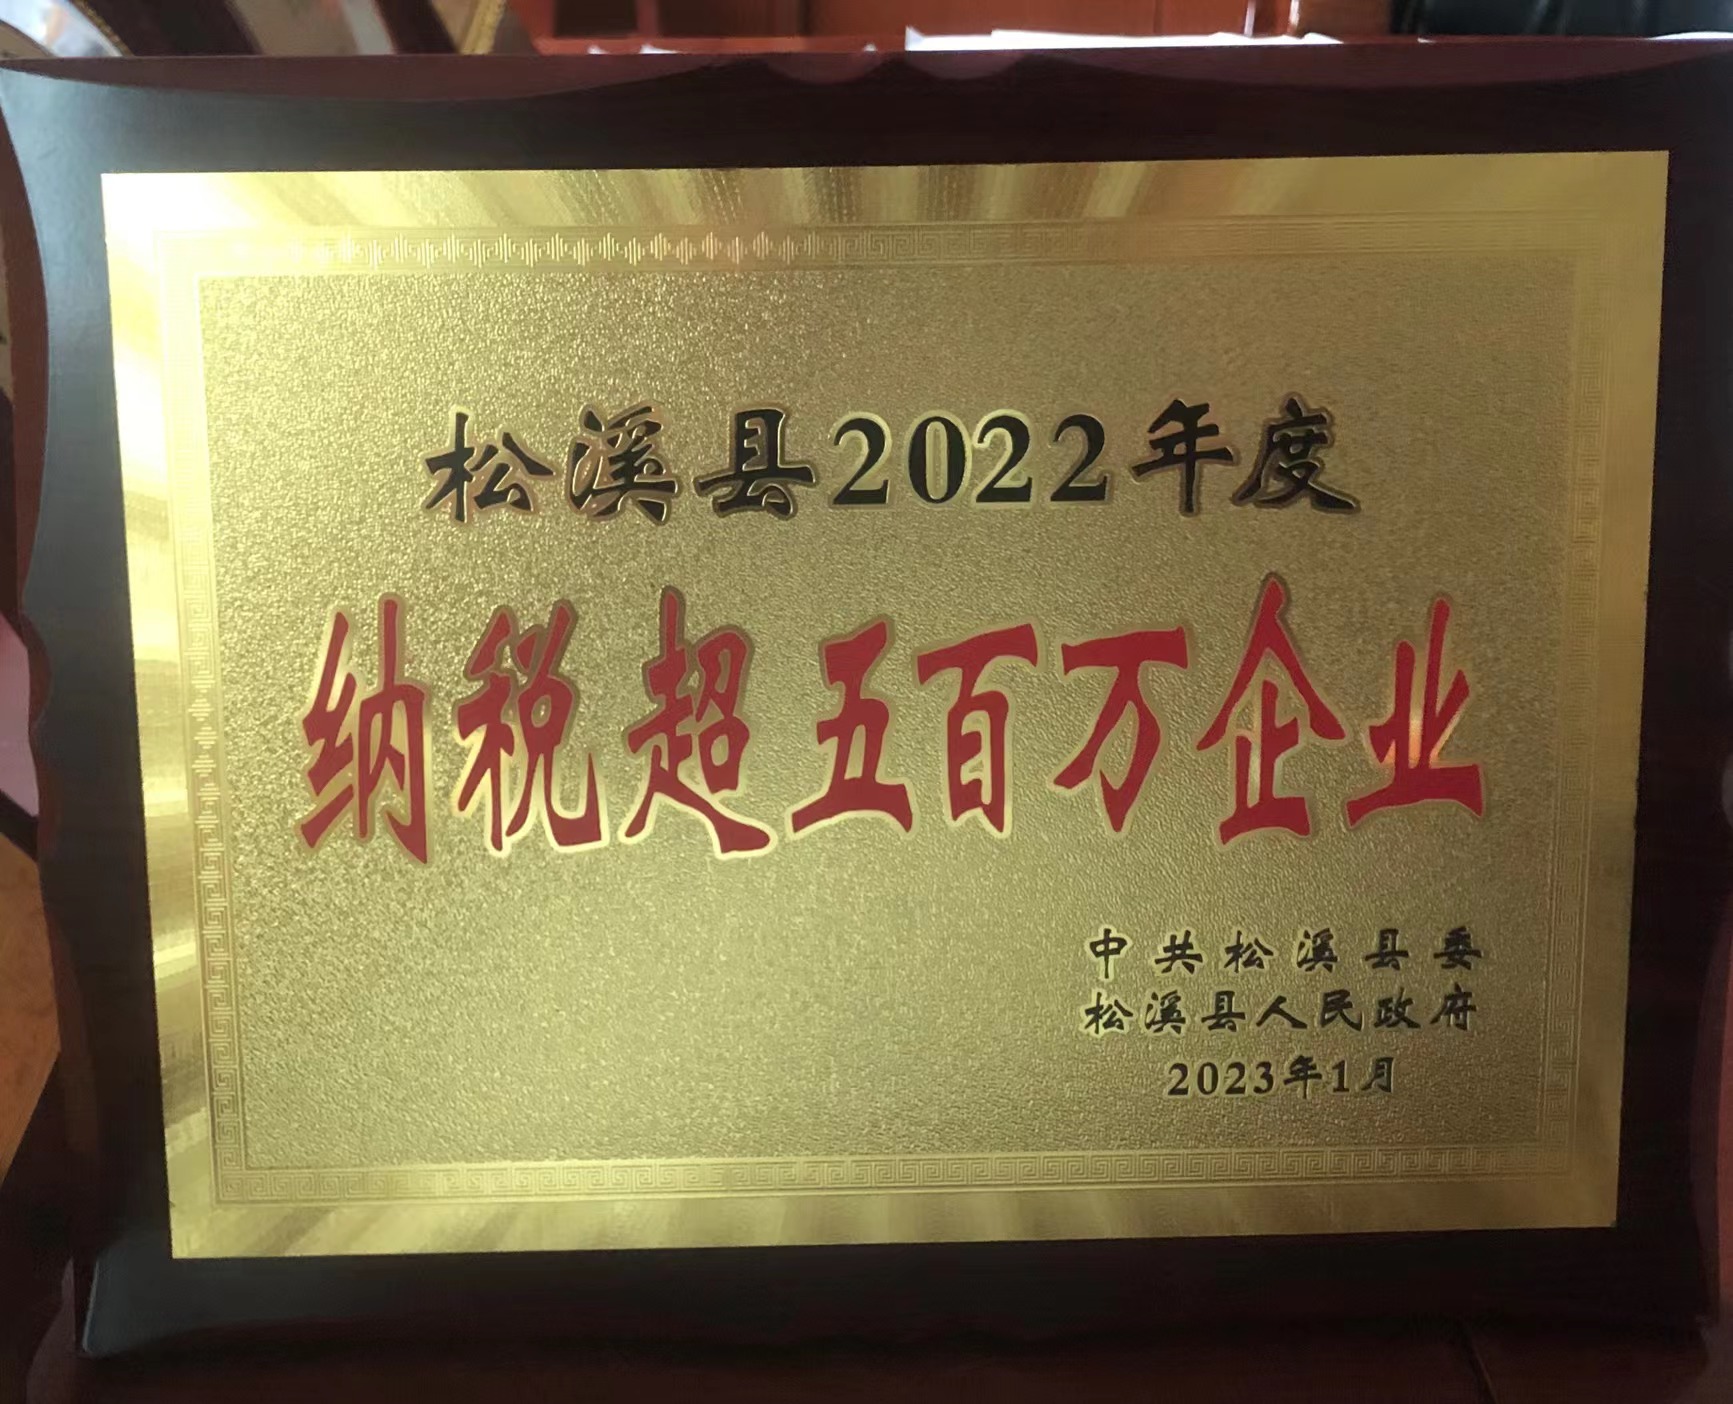 松溪县2022年度
纳税超五百万企业
中共松溪县委
松溪县人民政府
2023年1月